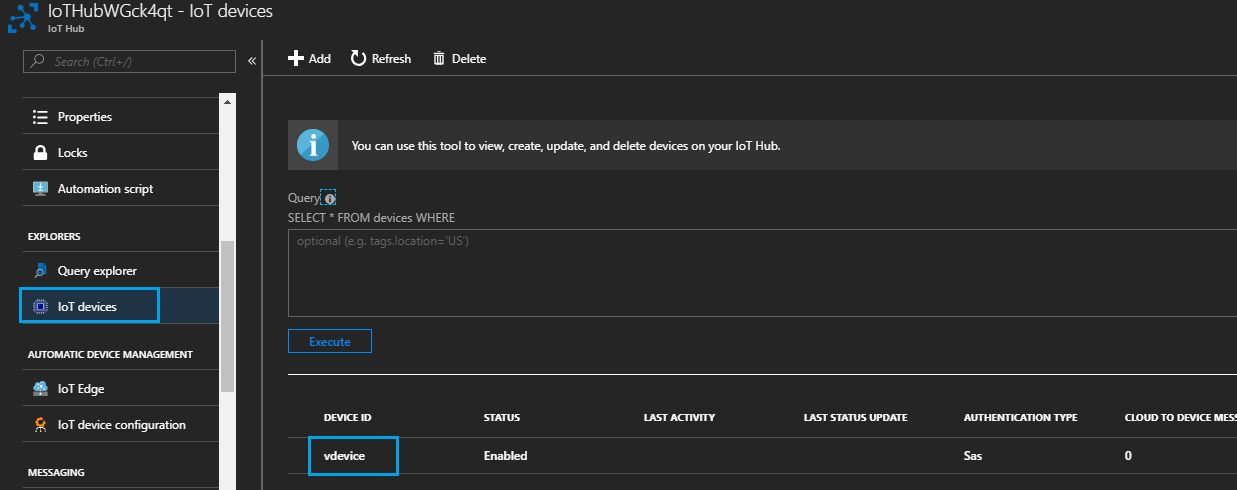 IoTHubWGck4qt - IoT devices
IoT Hub
Search (Ctrl+/)
«
Properties
Locks
Automation script
EXPLORERS
Query explorer
IoT devices
AUTOMATIC DEVICE MANAGEMENT
IoT Edge
IoT device configuration
MESSAGING
Add Refresh Delete
You can use this tool to view, create, update, and delete devices on your IoT Hub.
Query
SELECT * FROM devices WHERE
optional (e.g. tags.location='US')
Execute
DEVICE ID STATUS LAST ACTIVITY LAST STATUS UPDATE AUTHENTICATION TYPE CLOUD TO DEVICE MESS
vdevice Enabled Sas 0